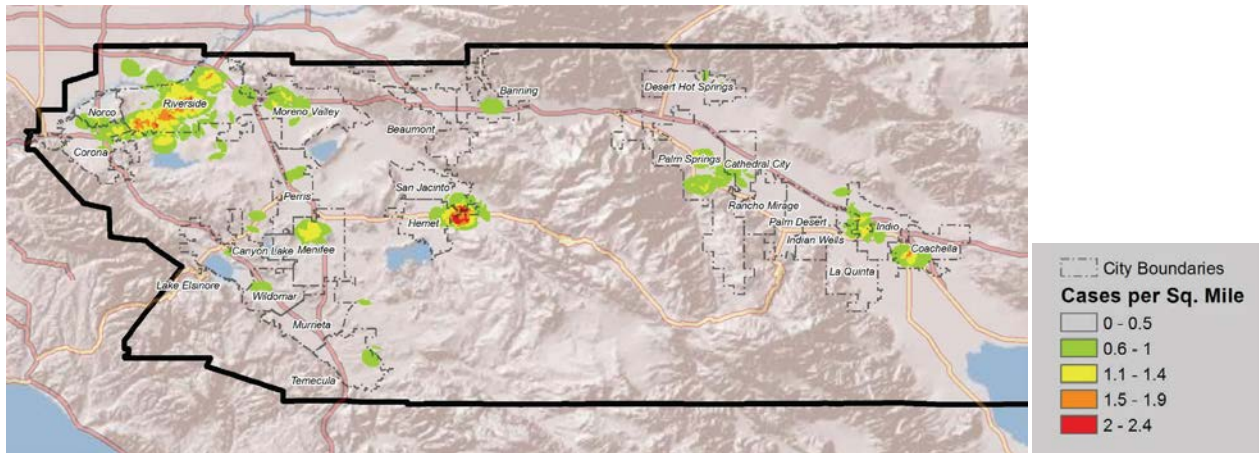 Riverside
Norco
Corona
Moreno Valley
Banning
Beaumont
Desert Hot Springs
Palm Springs
Cathedral City
San Jacinto
Hemet
Perris
Rancho Mirage
Palm Desert
Indio
Indian Wells
Canyon Lake
Menifee
Coachella
La Quinta
Lake Elsinore
Wildomar
Murrieta
Temecula
City Boundaries
Cases per Sq. Mile
0 - 0.5
0.6 - 1
1.1 - 1.4
1.5 - 1.9
2 - 2.4